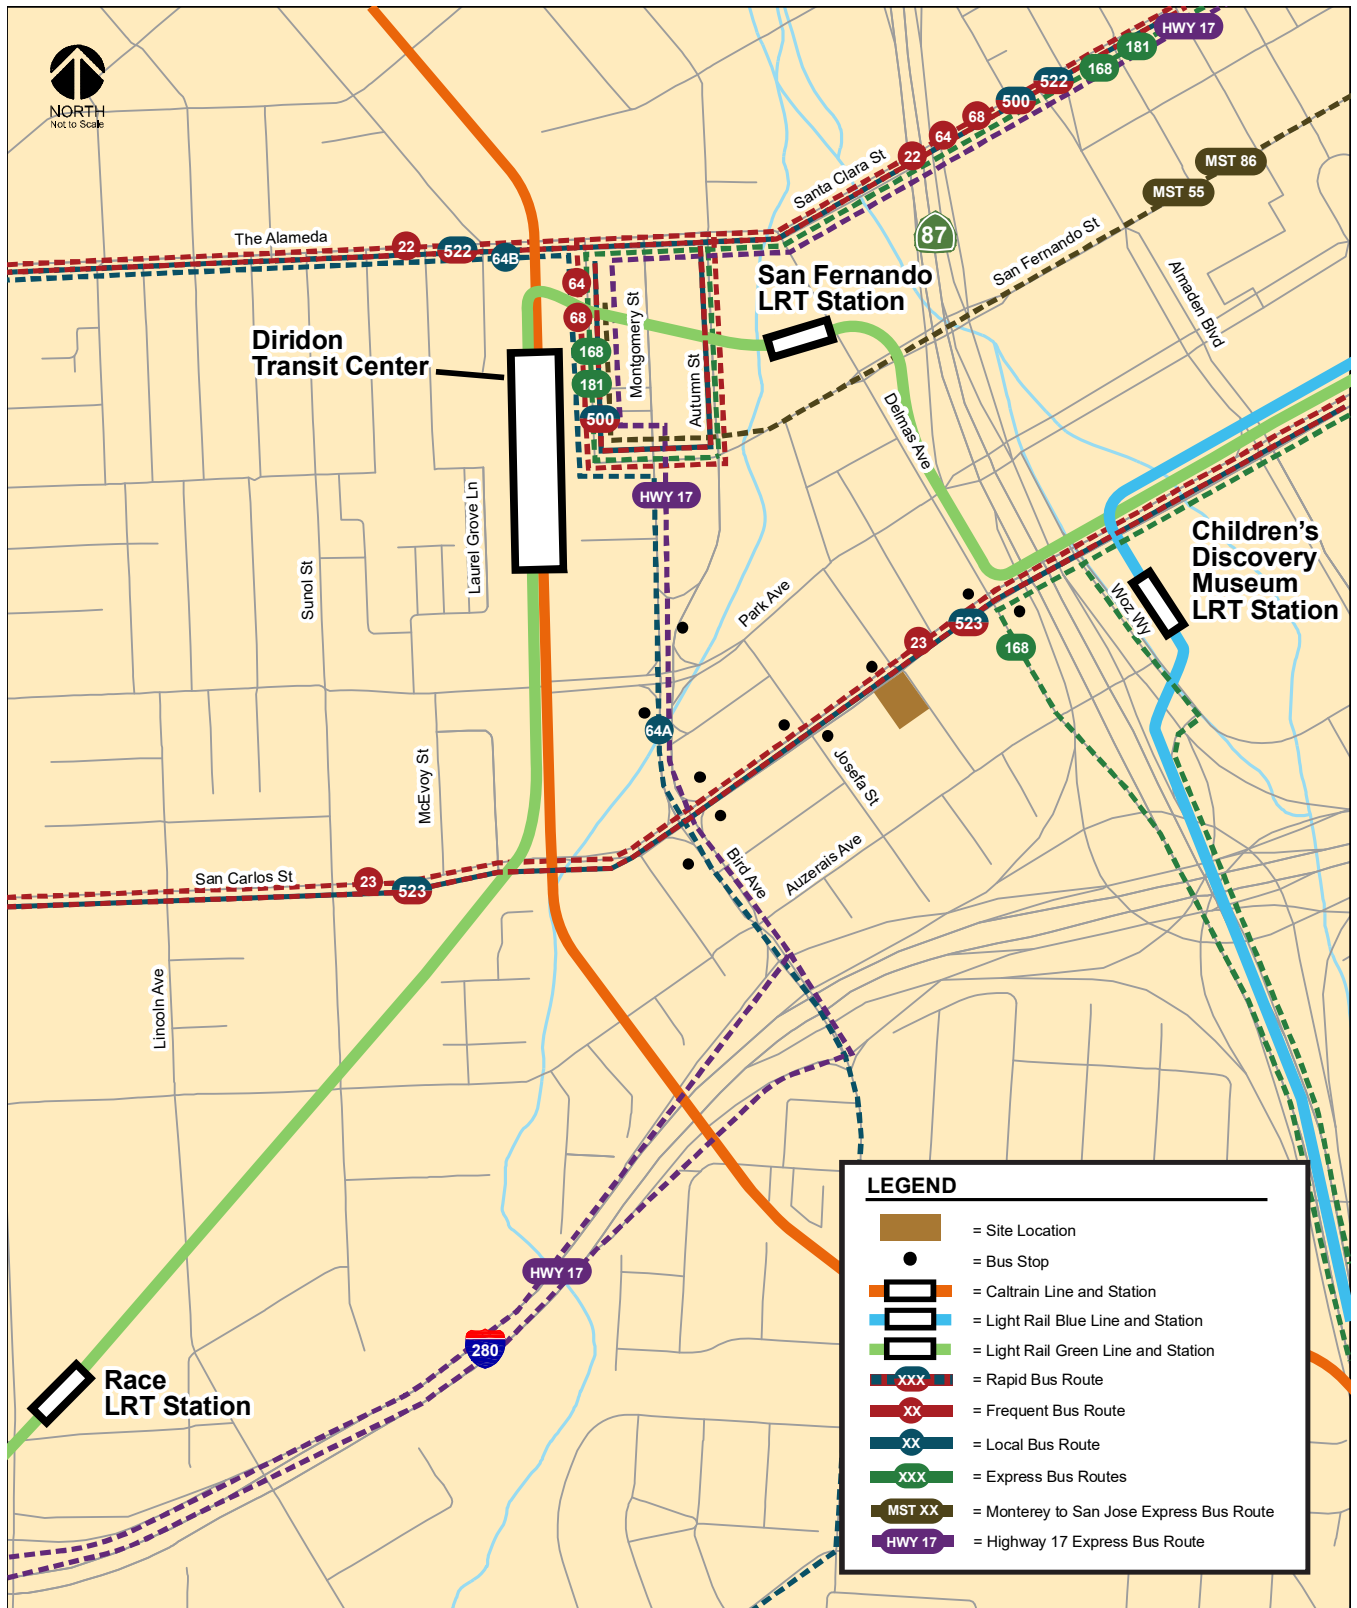 NORTH
Not to Scale
HWY 17
181
168
522
500
68
64
22
Santa Clara St
MST 86
MST 55
87
San Fernando St
The Alameda
22
522
64B
64
68
168
181
500
Montgomery St
Autumn St
San Fernando
LRT Station
Almaden Blvd
Diridon
Transit Center
Delmas Ave
HWY 17
Laurel Grove Ln
Sunol St
Children's
Discovery
Museum
LRT Station
Woz Wy
Park Ave
23
523
168
64A
Josefa St
McEvoy St
Bird Ave
Auzerais Ave
San Carlos St
23
523
Lincoln Ave
HWY 17
280
Race
LRT Station
LEGEND
= Site Location
= Bus Stop
= Caltrain Line and Station
= Light Rail Blue Line and Station
= Light Rail Green Line and Station
XXX = Rapid Bus Route
XX = Frequent Bus Route
XX = Local Bus Route
XXX = Express Bus Routes
MST XX = Monterey to San Jose Express Bus Route
HWY 17 = Highway 17 Express Bus Route